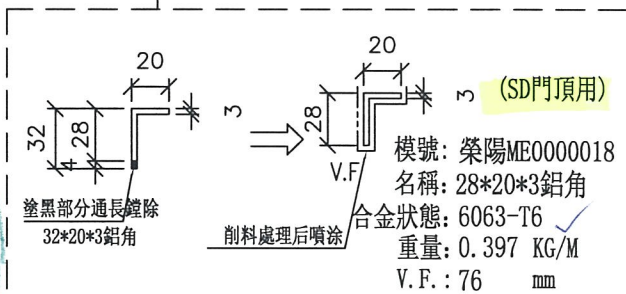 20
32
28
4
3
塗黑部分通長鏜除
32*20*3鋁角
20
28
3
V.F
削料處理后噴涂
(SD門頂用)
模號: 榮陽ME0000018
名稱: 28*20*3鋁角
合金狀態: 6063-T6
重量: 0.397 KG/M
V.F.: 76 mm